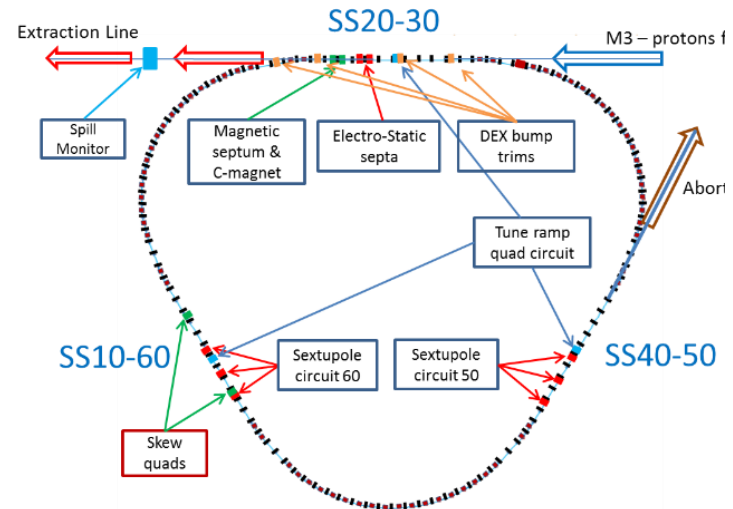 Extraction Line
SS20-30
M3 – protons f
Spill
Monitor
Magnetic
septum &
C-magnet
Electro-Static
septa
DEX bump
trims
Abort
Tune ramp
quad circuit
SS10-60
Sextupole
circuit 60
Sextupole
circuit 50
SS40-50
Skew
quads